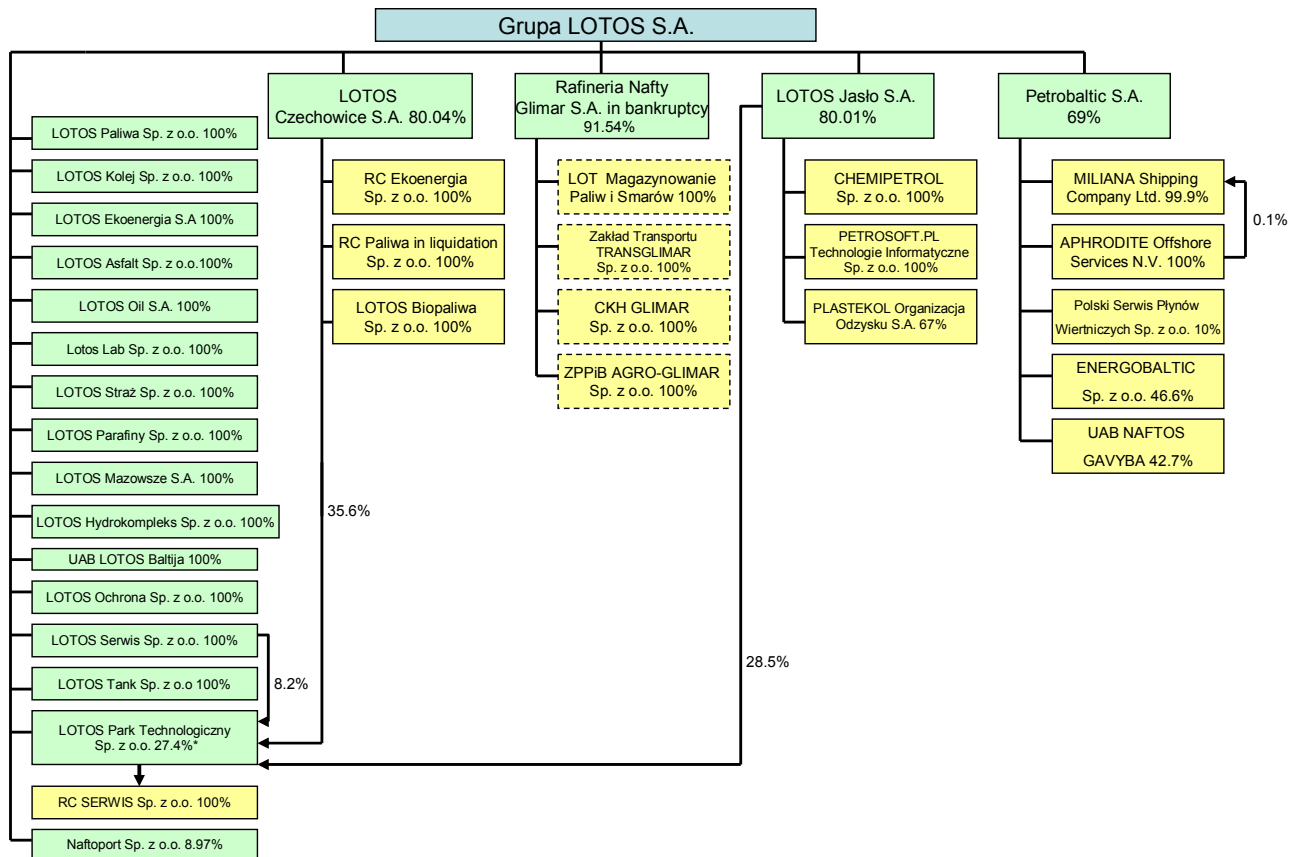 Grupa LOTOS S.A.
LOTOS
Czechowice S.A. 80.04%
Rafineria Nafty
Glimar S.A. in bankruptcy
91.54%
LOTOS Jasło S.A.
80.01%
Petrobaltic S.A.
69%
LOTOS Paliwa Sp. z o.o. 100%
LOTOS Kolej Sp. z o.o. 100%
LOTOS Ekoenergia S.A 100%
LOTOS Asfalt Sp. z o.o.100%
LOTOS Oil S.A. 100%
Lotos Lab Sp. z o.o. 100%
LOTOS Straż Sp. z o.o. 100%
LOTOS Parafiny Sp. z o.o. 100%
LOTOS Mazowsze S.A. 100%
LOTOS Hydrokompleks Sp. z o.o. 100%
UAB LOTOS Baltija 100%
LOTOS Ochrona Sp. z o.o. 100%
LOTOS Serwis Sp. z o.o. 100%
LOTOS Tank Sp. z o.o 100%
8.2%
LOTOS Park Technologiczny
Sp. z o.o. 27.4%*
RC SERWIS Sp. z o.o. 100%
Naftoport Sp. z o.o. 8.97%
RC Ekoenergia
Sp. z o.o. 100%
RC Paliwa in liquidation
Sp. z o.o. 100%
LOTOS Biopaliwa
Sp. z o.o. 100%
35.6%
LOT Magazynowanie
Paliw i Smarów 100%
Zakład Transportu
TRANSGLIMAR
Sp. z o.o. 100%
CKH GLIMAR
Sp. z o.o. 100%
ZPPiB AGRO-GLIMAR
Sp. z o.o. 100%
CHEMIPETROL
Sp. z o.o. 100%
PETROSOFT.PL
Technologie Informatyczne
Sp. z o.o. 100%
PLASTEKOL Organizacja
Odzysku S.A. 67%
28.5%
MILIANA Shipping
Company Ltd. 99.9%
0.1%
APHRODITE Offshore
Services N.V. 100%
Polski Serwis Płynów
Wiertniczych Sp. z o.o. 10%
ENERGOBALTIC
Sp. z o.o. 46.6%
UAB NAFTOS
GAVYBA 42.7%